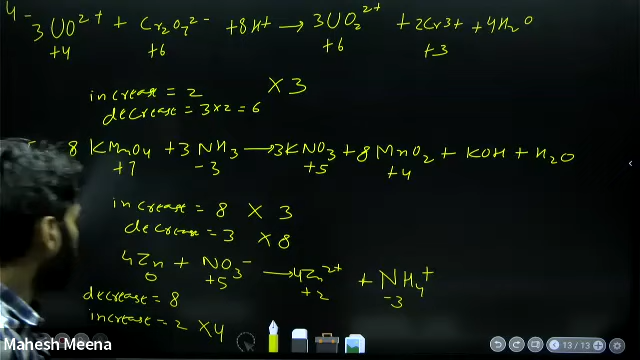 4- 3UO²⁺ + Cr₂O₇²⁻ + 8H⁺ → 3UO₂²⁺ + 2Cr³⁺ + 4H₂O
+4 +6 +6 +3
increase = 2 × 3
decrease = 3×2 = 6
8 KMnO₄ + 3NH₃ → 3KNO₃ + 8MnO₂ + KOH + H₂O
+7 -3 +5 +4
increase = 8 × 3
decrease = 3 × 8
4Zn + NO₃⁻ → 4Zn²⁺ + NH₄⁺
0 +5 +2 -3
decrease = 8
increase = 2 × 4
Mahesh Meena
13 / 13